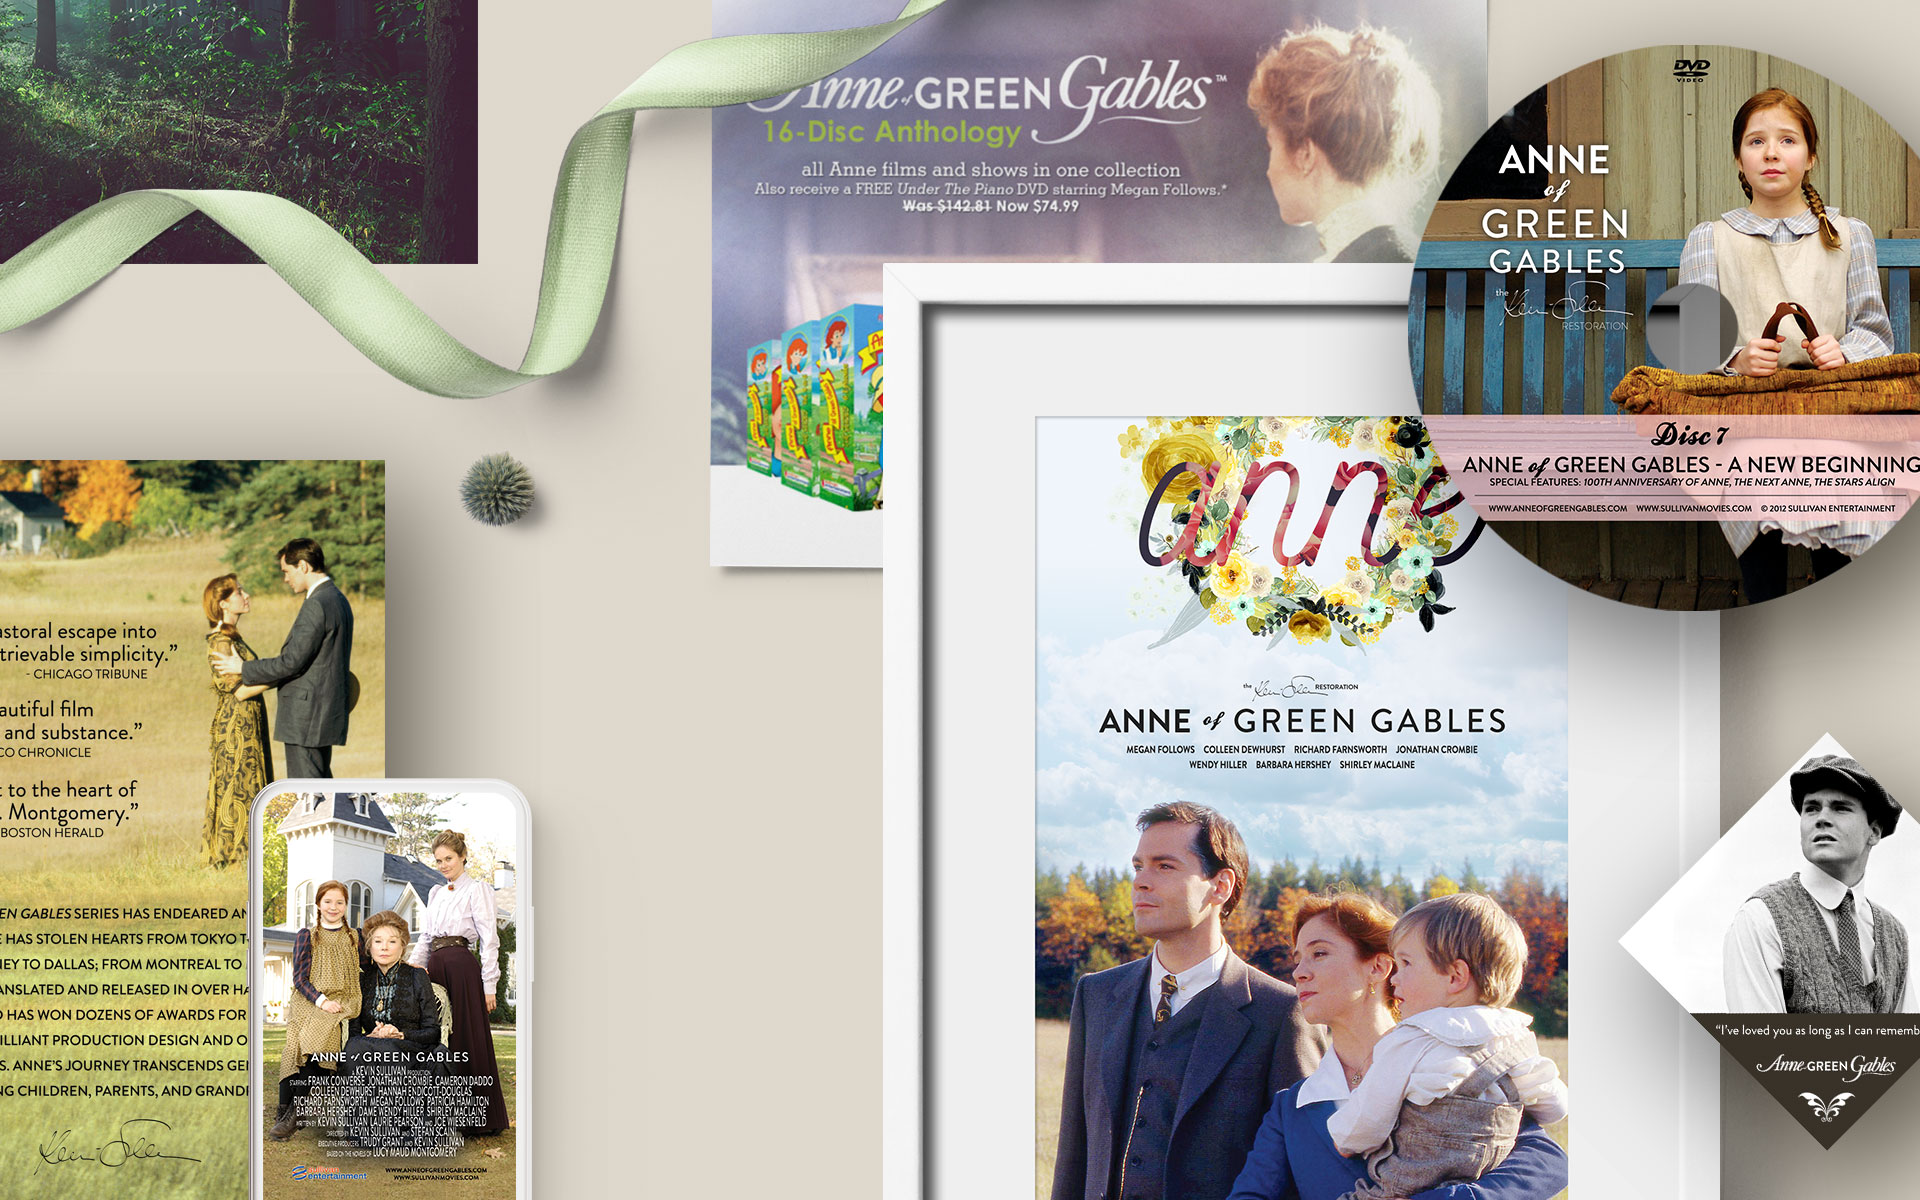 Anne of GREEN Gables™
16-Disc Anthology
all Anne films and shows in one collection
Also receive a FREE Under The Piano DVD starring Megan Follows.*
Was $142.81 Now $74.99
DVD
VIDEO
ANNE
of
GREEN
GABLES
the Kevin Sullivan
RESTORATION
Disc 7
ANNE of GREEN GABLES - A NEW BEGINNING
SPECIAL FEATURES: 100TH ANNIVERSARY OF ANNE, THE NEXT ANNE, THE STARS ALIGN
WWW.ANNEOFGREENGABLES.COM WWW.SULLIVANMOVIES.COM © 2012 SULLIVAN ENTERTAINMENT
anne
the RESTORATION
ANNE of GREEN GABLES
MEGAN FOLLOWS COLLEEN DEWHURST RICHARD FARNSWORTH JONATHAN CROMBIE
WENDY HILLER BARBARA HERSHEY SHIRLEY MACLAINE
astoral escape into
trievable simplicity.”
- CHICAGO TRIBUNE
autiful film
and substance.”
CO CHRONICLE
t to the heart of
. Montgomery.”
BOSTON HERALD
EN GABLES SERIES HAS ENDEARED AN
E HAS STOLEN HEARTS FROM TOKYO T
NEY TO DALLAS; FROM MONTREAL TO
ANSLATED AND RELEASED IN OVER HA
D HAS WON DOZENS OF AWARDS FOR
ILLIANT PRODUCTION DESIGN AND O
S. ANNE’S JOURNEY TRANSCENDS GE
NG CHILDREN, PARENTS, AND GRAND
ANNE of GREEN GABLES
A KEVIN SULLIVAN PRODUCTION
STARRING FRANK CONVERSE JONATHAN CROMBIE CAMERON DADDO
COLLEEN DEWHURST HANNAH ENDICOTT-DOUGLAS
RICHARD FARNSWORTH MEGAN FOLLOWS PATRICIA HAMILTON
BARBARA HERSHEY DAME WENDY HILLER SHIRLEY MACLAINE
WRITTEN BY KEVIN SULLIVAN LAURIE PEARSON AND JOE WIESENFELD
DIRECTED BY KEVIN SULLIVAN AND STEFAN SCAINI
EXECUTIVE PRODUCERS TRUDY GRANT AND KEVIN SULLIVAN
BASED ON THE NOVELS OF LUCY MAUD MONTGOMERY
Sullivan
entertainment
WWW.ANNEOFGREENGABLES.COM
WWW.SULLIVANMOVIES.COM
“I’ve loved you as long as I can rememb
Anne of GREEN Gables